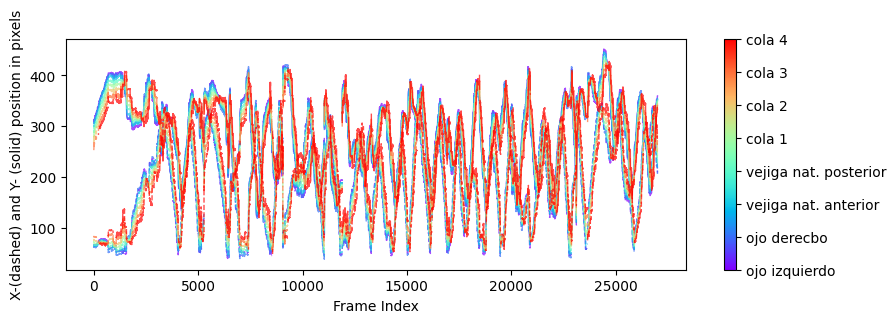 X-(dashed) and Y- (solid) position in pixels
400
300
200
100
0
5000
10000
15000
20000
25000
Frame Index
cola 4
cola 3
cola 2
cola 1
vejiga nat. posterior
vejiga nat. anterior
ojo derecbo
ojo izquierdo